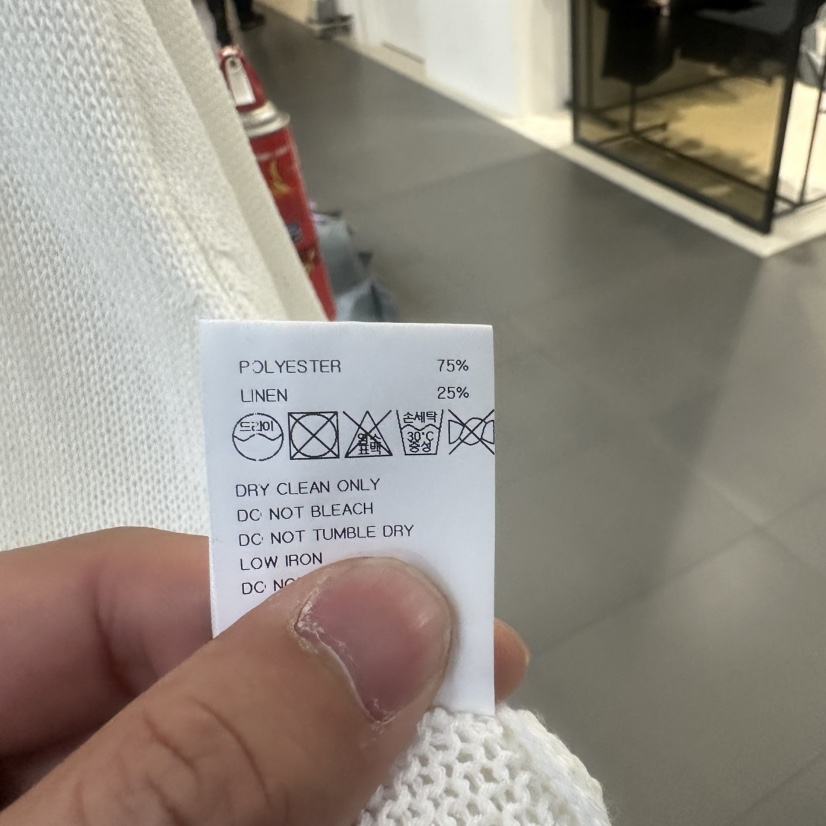 POLYESTER 75%
LINEN 25%
드라이
염소
표백
손세탁
30°C
중성
DRY CLEAN ONLY
DO NOT BLEACH
DO NOT TUMBLE DRY
LOW IRON
DO